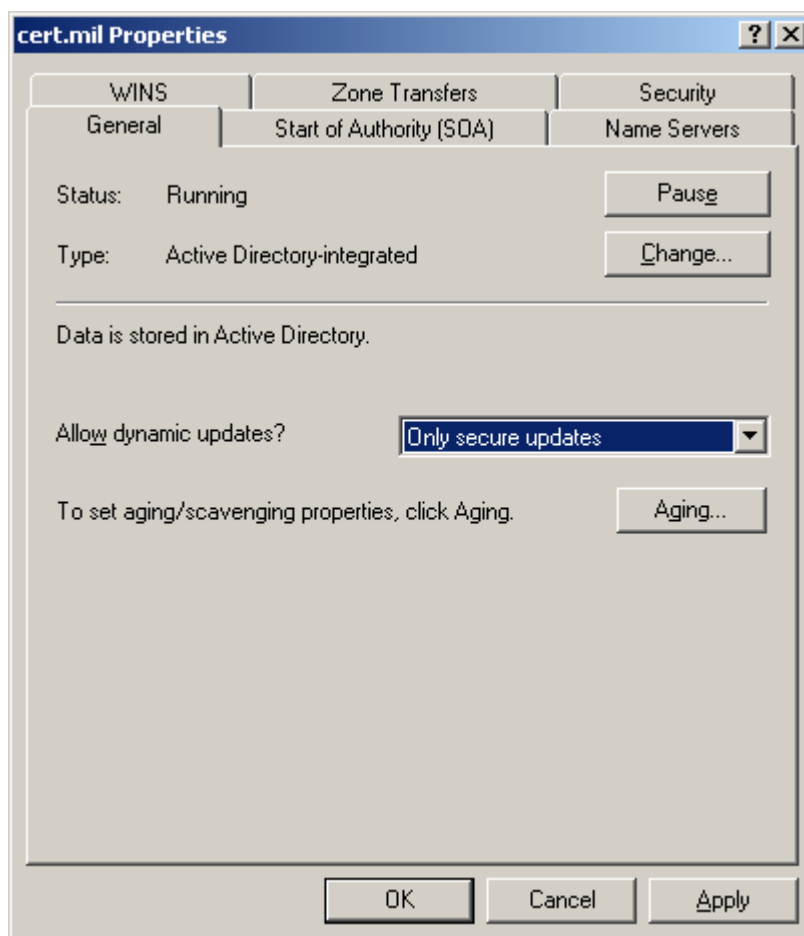 cert.mil Properties
WINS Zone Transfers Security
General Start of Authority (SOA) Name Servers
Status: Running Pause
Type: Active Directory-integrated Change...
Data is stored in Active Directory.
Allow dynamic updates? Only secure updates
To set aging/scavenging properties, click Aging. Aging...
OK Cancel Apply